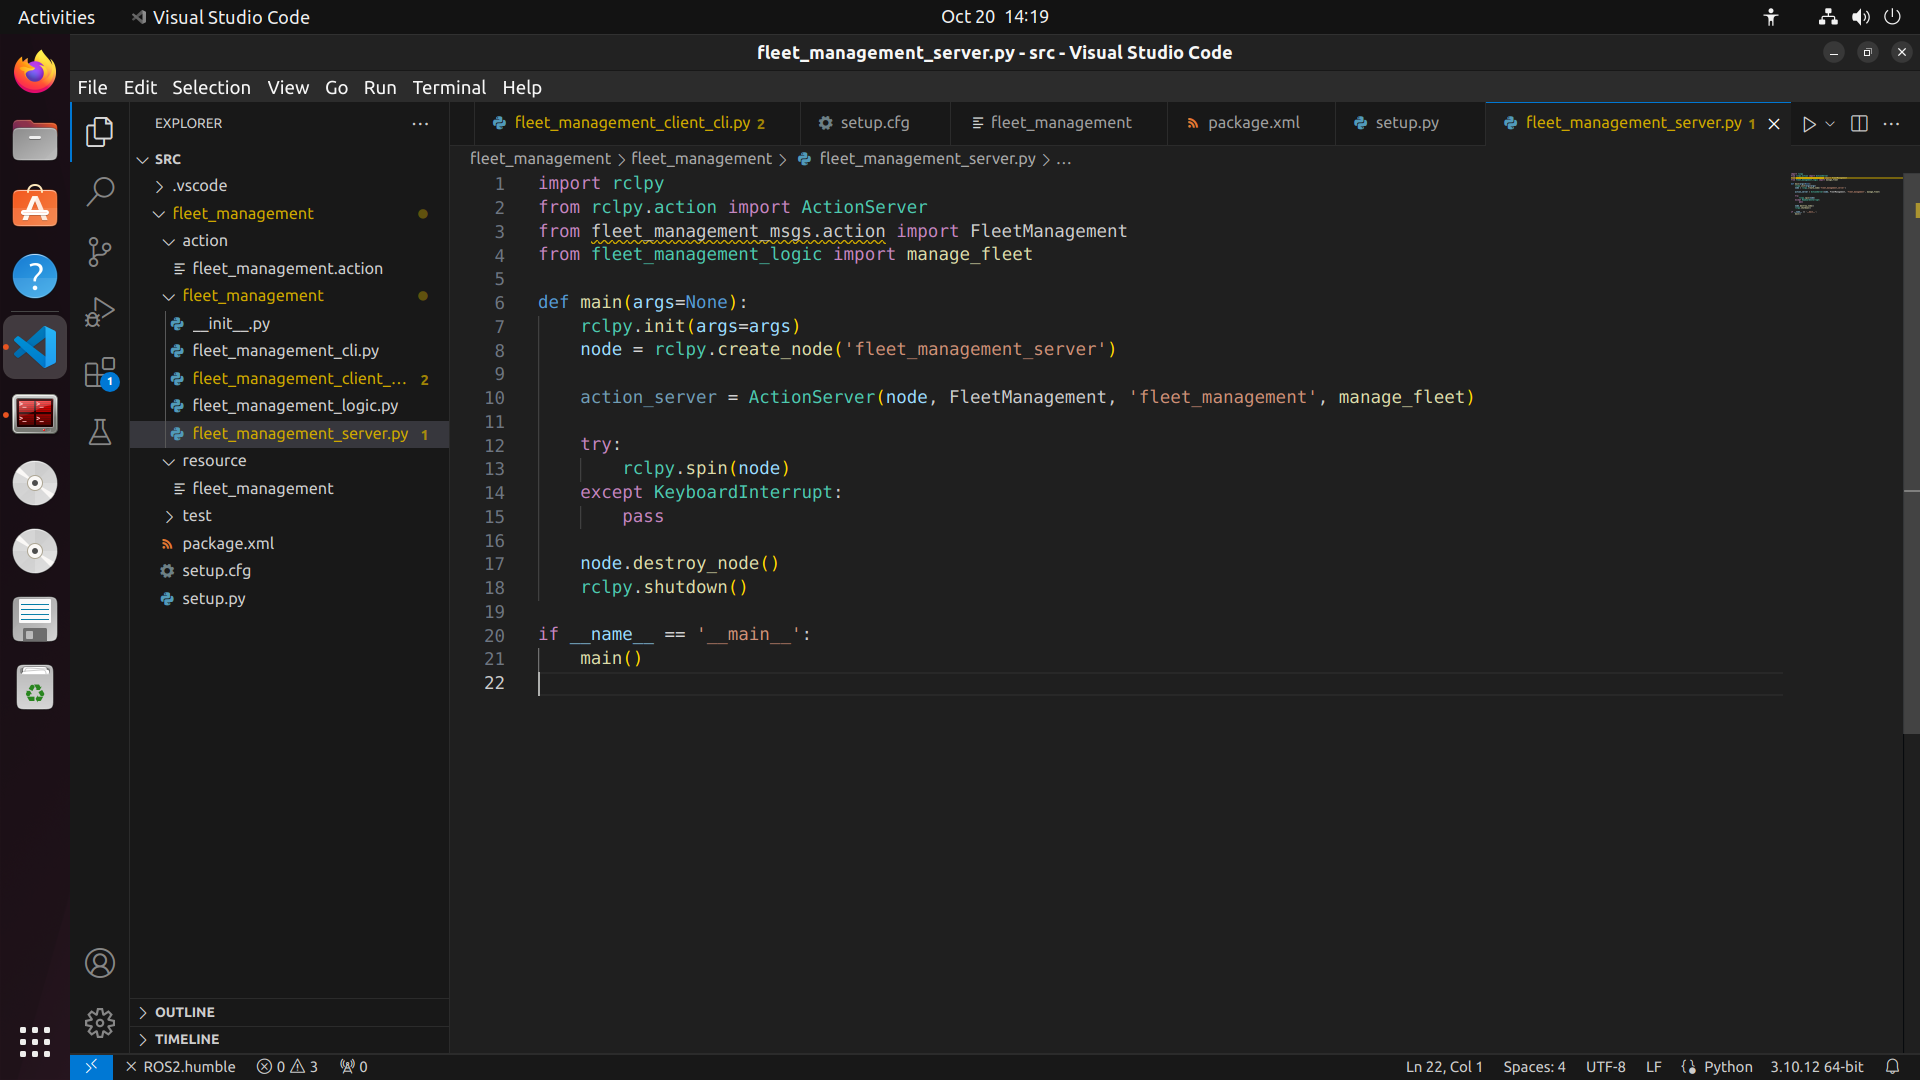 Activities
Visual Studio Code
Oct 20 14:19
fleet_management_server.py - src - Visual Studio Code
File Edit Selection View Go Run Terminal Help
EXPLORER
SRC
.vscode
fleet_management
action
fleet_management.action
fleet_management
__init__.py
fleet_management_cli.py
fleet_management_client_... 2
fleet_management_logic.py
fleet_management_server.py 1
resource
fleet_management
test
package.xml
setup.cfg
setup.py
OUTLINE
TIMELINE
1
fleet_management_client_cli.py 2
setup.cfg
fleet_management
package.xml
setup.py
fleet_management_server.py 1
fleet_management > fleet_management > fleet_management_server.py > ...
1 import rclpy
2 from rclpy.action import ActionServer
3 from fleet_management_msgs.action import FleetManagement
4 from fleet_management_logic import manage_fleet
5
6 def main(args=None):
7     rclpy.init(args=args)
8     node = rclpy.create_node('fleet_management_server')
9
10     action_server = ActionServer(node, FleetManagement, 'fleet_management', manage_fleet)
11
12     try:
13         rclpy.spin(node)
14     except KeyboardInterrupt:
15         pass
16
17     node.destroy_node()
18     rclpy.shutdown()
19
20 if __name__ == '__main__':
21     main()
22
ROS2.humble
0 3
0
Ln 22, Col 1
Spaces: 4
UTF-8
LF
Python
3.10.12 64-bit